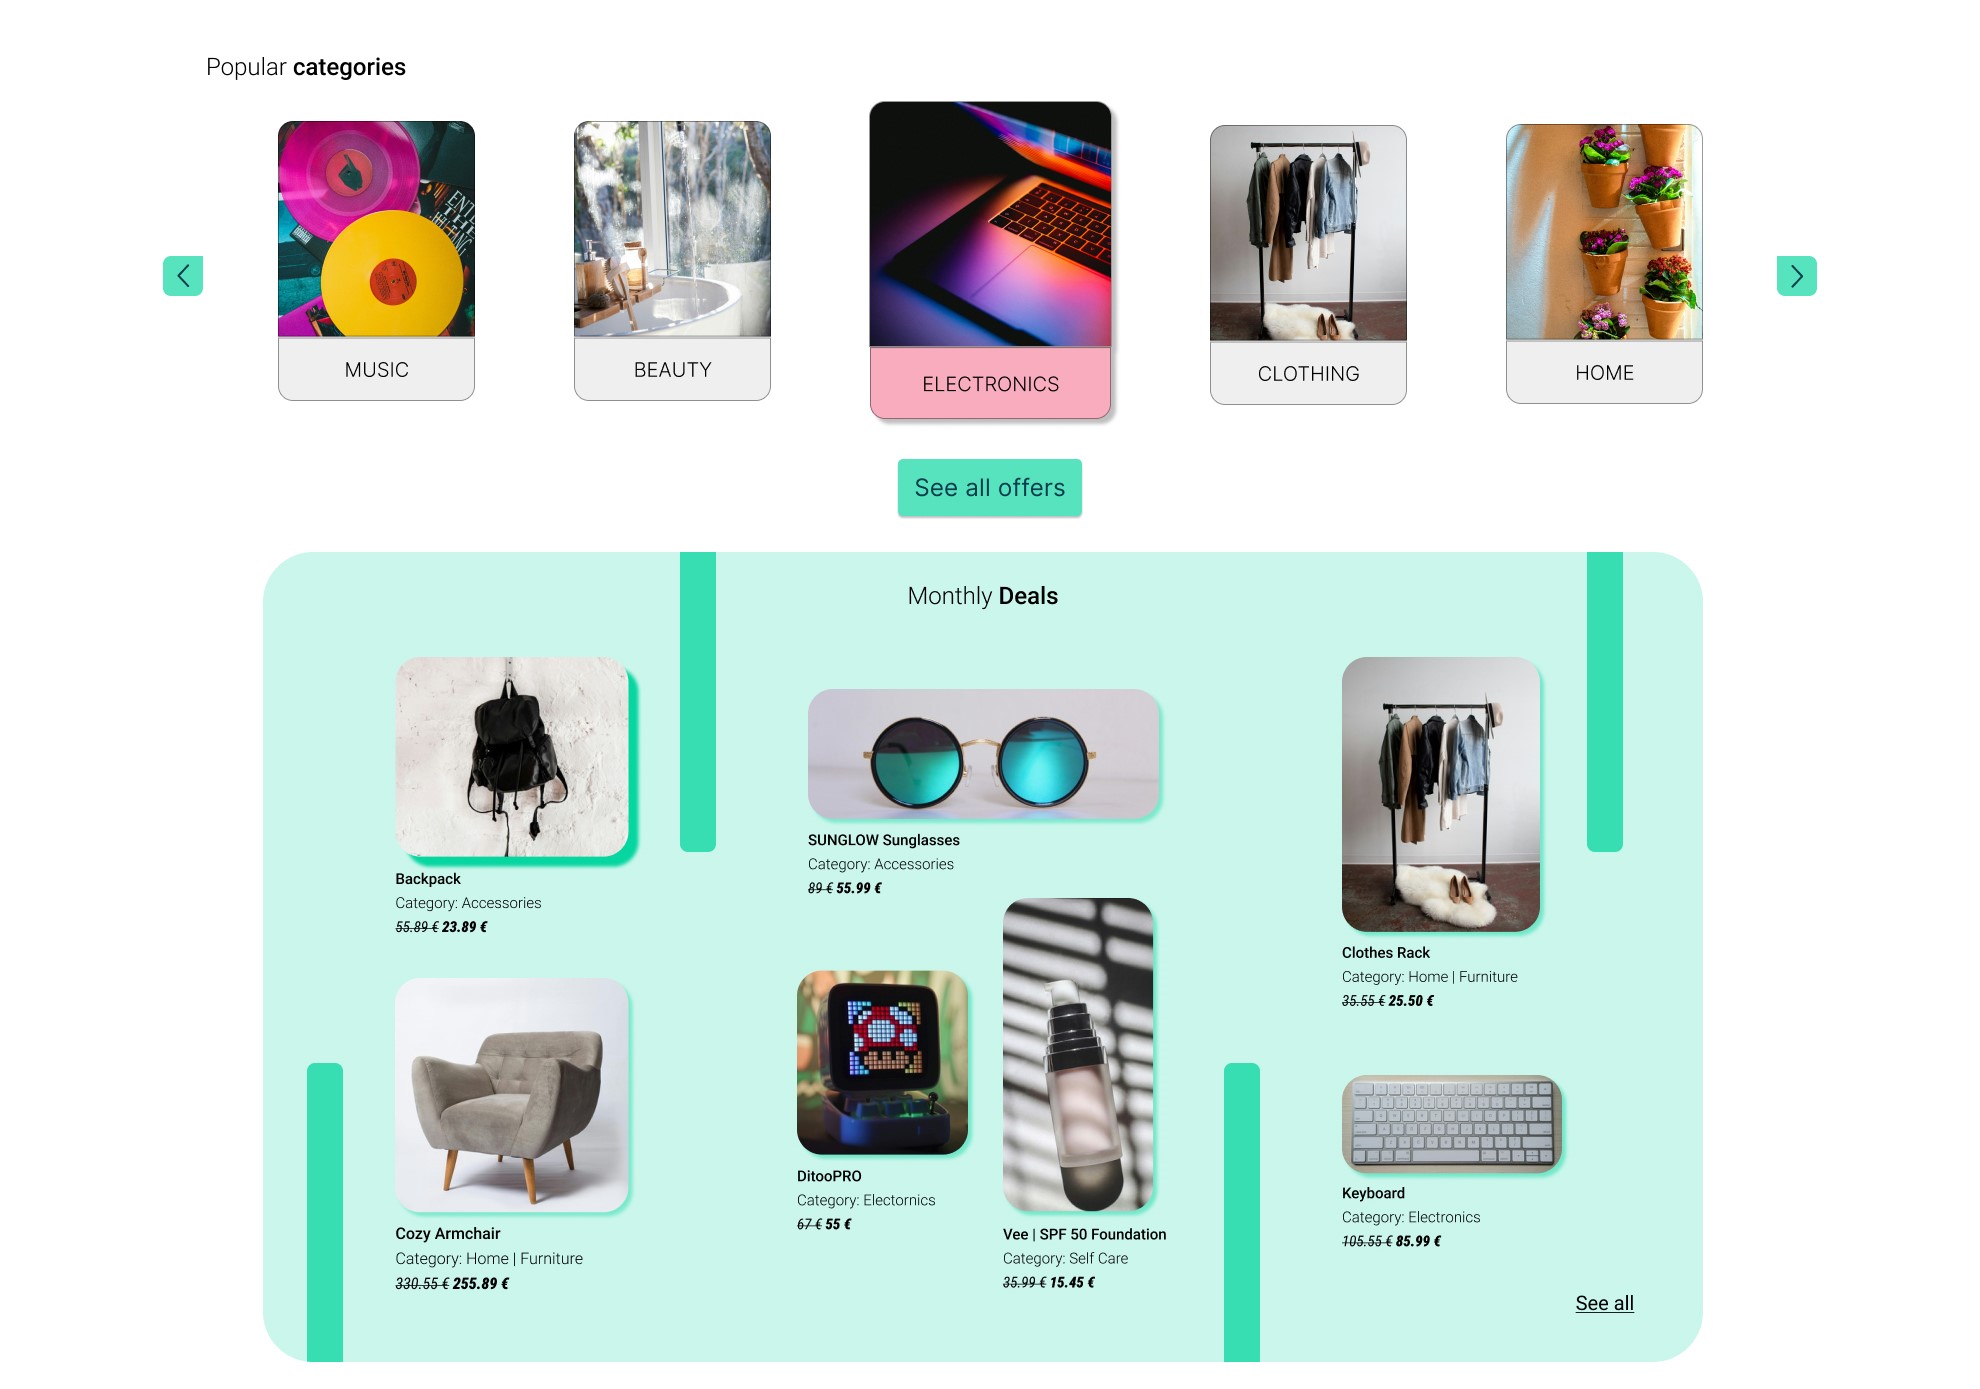 Popular categories
MUSIC
BEAUTY
ELECTRONICS
CLOTHING
HOME
See all offers
Monthly Deals
Backpack
Category: Accessories
55.89 € 23.89 €
SUNGLOW Sunglasses
Category: Accessories
89 € 55.99 €
Clothes Rack
Category: Home | Furniture
35.55 € 25.50 €
Cozy Armchair
Category: Home | Furniture
330.55 € 255.89 €
DitooPRO
Category: Electornics
67 € 55 €
Vee | SPF 50 Foundation
Category: Self Care
35.99 € 15.45 €
Keyboard
Category: Electronics
105.55 € 85.99 €
See all